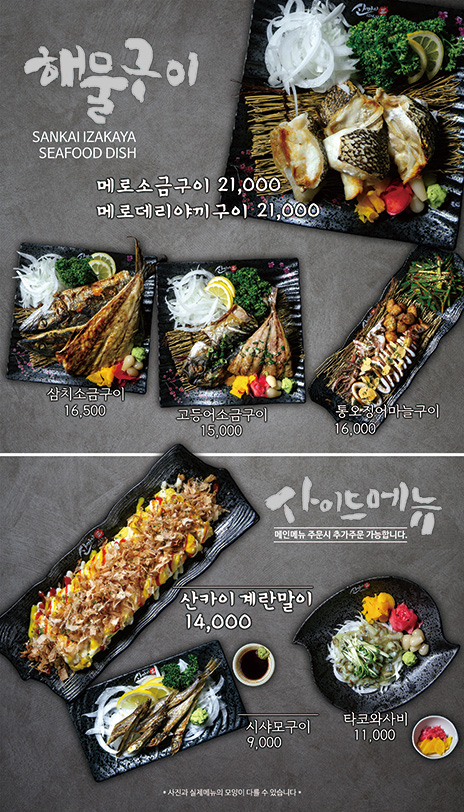 해물구이
SANKAI IZAKAYA
SEAFOOD DISH
메로소금구이 21,000
메로데리야끼구이 21,000
삼치소금구이
16,500
고등어소금구이
15,000
통오징어마늘구이
16,000
사이드메뉴
메인메뉴 주문시 추가주문 가능합니다.
산카이 계란말이
14,000
시샤모구이
9,000
타코와사비
11,000
* 사진과 실제메뉴의 모양이 다를 수 있습니다 *